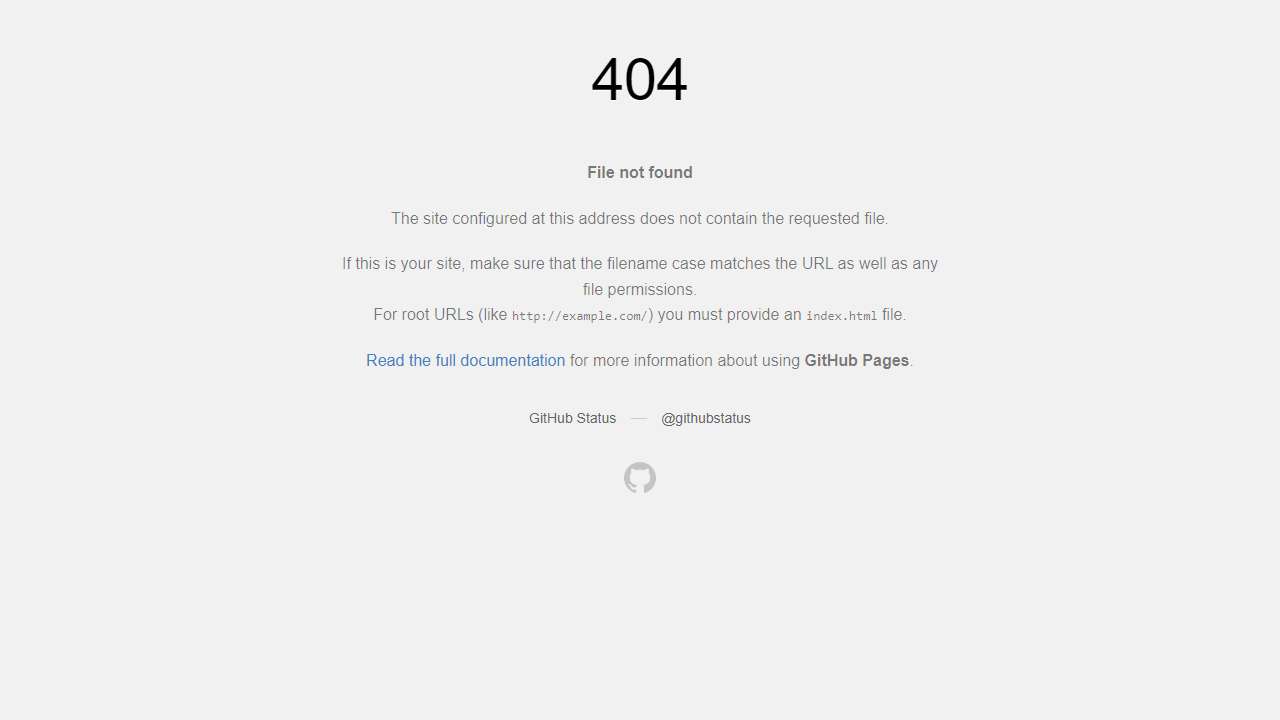 404
File not found
The site configured at this address does not contain the requested file.
If this is your site, make sure that the filename case matches the URL as well as any
file permissions.
For root URLs (like http://example.com/) you must provide an index.html file.
Read the full documentation for more information about using GitHub Pages.
GitHub Status — @githubstatus